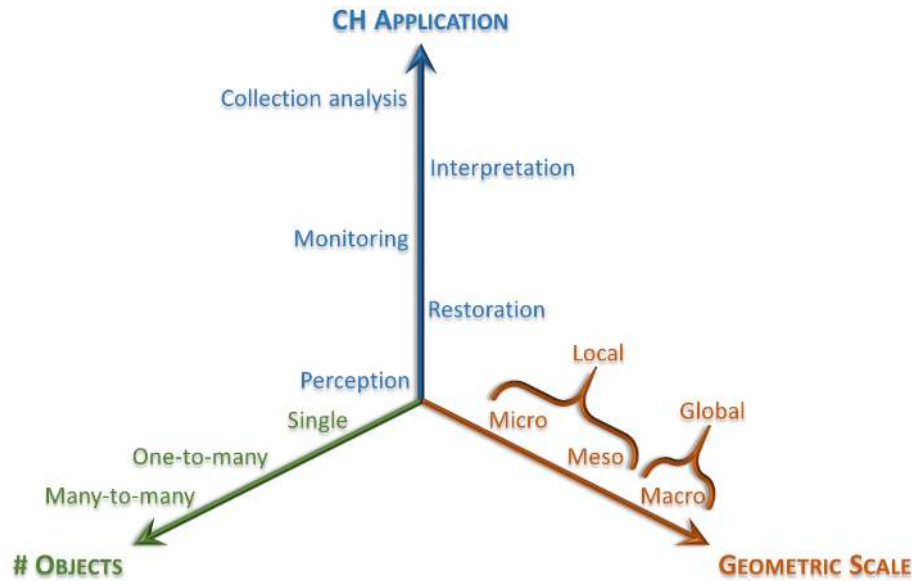 CH APPLICATION
Collection analysis
Interpretation
Monitoring
Restoration
Local
Perception
Global
Single
Micro
One-to-many
Meso
Many-to-many
Macro
# OBJECTS
GEOMETRIC SCALE